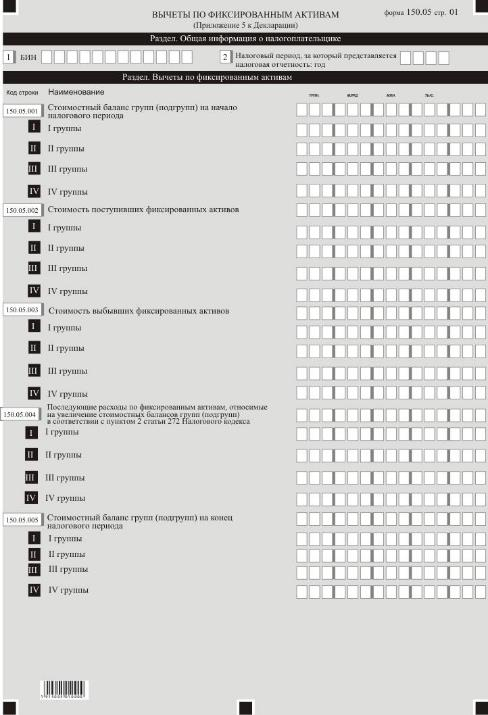 ВЫЧЕТЫ ПО ФИКСИРОВАННЫМ АКТИВАМ
форма 150.05 стр. 01
(Приложение 5 к Декларации)
Раздел. Общая информация о налогоплательщике
1 БИН
2 Налоговый период, за который представляется
налоговая отчетность: год
Раздел. Вычеты по фиксированным активам
Код строки Наименование
150.05.001 Стоимостный баланс групп (подгрупп) на начало
налогового периода
I I группы
II II группы
III III группы
IV IV группы
150.05.002 Стоимость поступивших фиксированных активов
I I группы
II II группы
III III группы
IV IV группы
150.05.003 Стоимость выбывших фиксированных активов
I I группы
II II группы
III III группы
IV IV группы
150.05.004 Последующие расходы по фиксированным активам, относимые
на увеличение стоимостных балансов групп (подгрупп)
в соответствии с пунктом 2 статьи 272 Налогового кодекса
I I группы
II II группы
III III группы
IV IV группы
150.05.005 Стоимостный баланс групп (подгрупп) на конец
налогового периода
I I группы
II II группы
III III группы
IV IV группы